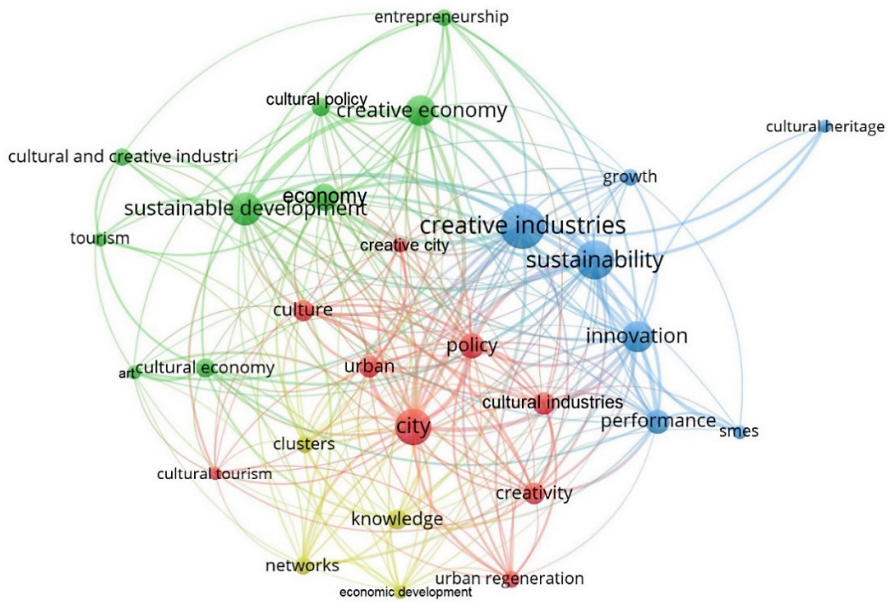 entrepreneurship
cultural policy
creative economy
cultural heritage
cultural and creative industri
growth
economy
sustainable development
creative industries
tourism
creative city
sustainability
culture
innovation
policy
urban
art
cultural economy
cultural industries
performance
city
smes
clusters
cultural tourism
creativity
knowledge
networks
urban regeneration
economic development